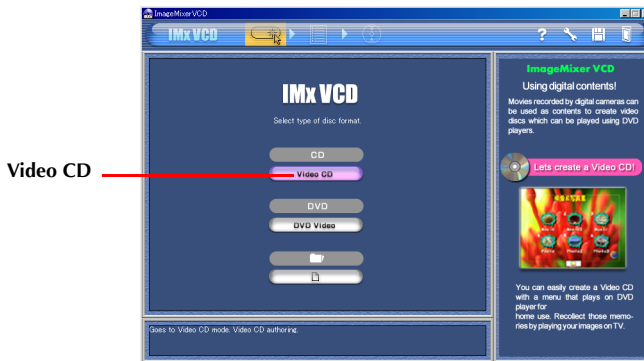 ImageMixerVCD
IMx VCD
?
IMx VCD
Select type of disc format.
CD
Video CD
DVD
DVD Video
Goes to Video CD mode. Video CD authoring.
Video CD
ImageMixer VCD
Using digital contents!
Movies recorded by digital cameras can
be used as contents to create video
discs which can be played using DVD
players.
Lets create a Video CD!
You can easily create a Video CD
with a menu that plays on DVD
player for
home use. Recollect those memo-
ries by playing your images on TV.